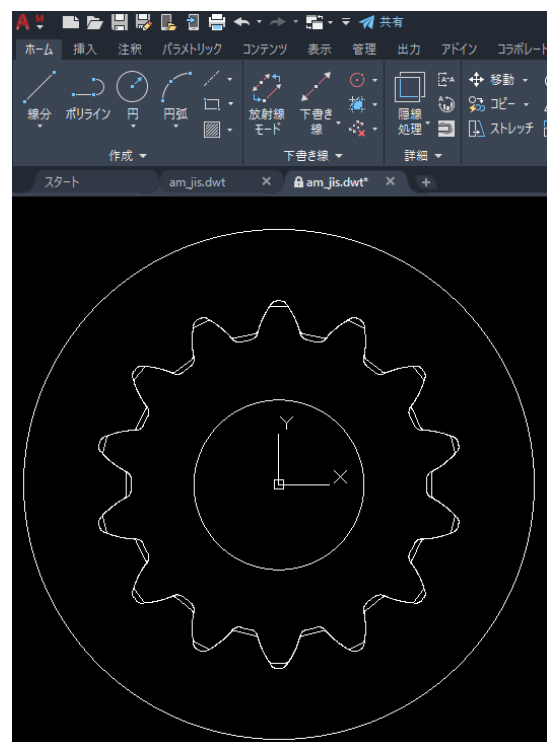 A M 共有
ホーム 挿入 注釈 パラメトリック コンテンツ 表示 管理 出力 アドイン コラボレート
線分 ポリライン 円 円弧 放射線モード 下書き線 隠線処理 移動 コピー ストレッチ
作成 下書き線 詳細
スタート am_jis.dwt am_jis.dwt*
Y
X